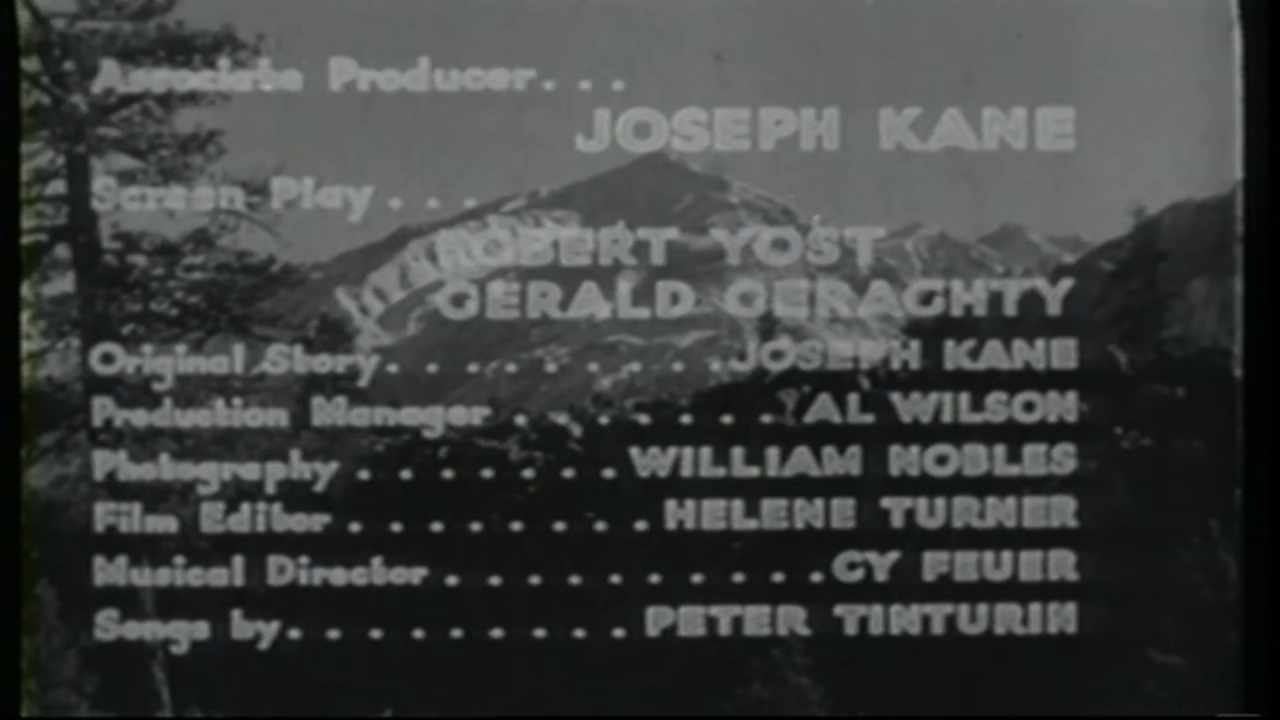 Associate Producer...
JOSEPH KANE
Screen Play....
ROBERT YOST
GERALD GERAGHTY
Original Story.........JOSEPH KANE
Production Manager.......AL WILSON
Photography.......WILLIAM NOBLES
Film Editor........HELENE TURNER
Musical Director..........CY FEUER
Songs by.........PETER TINTURIN